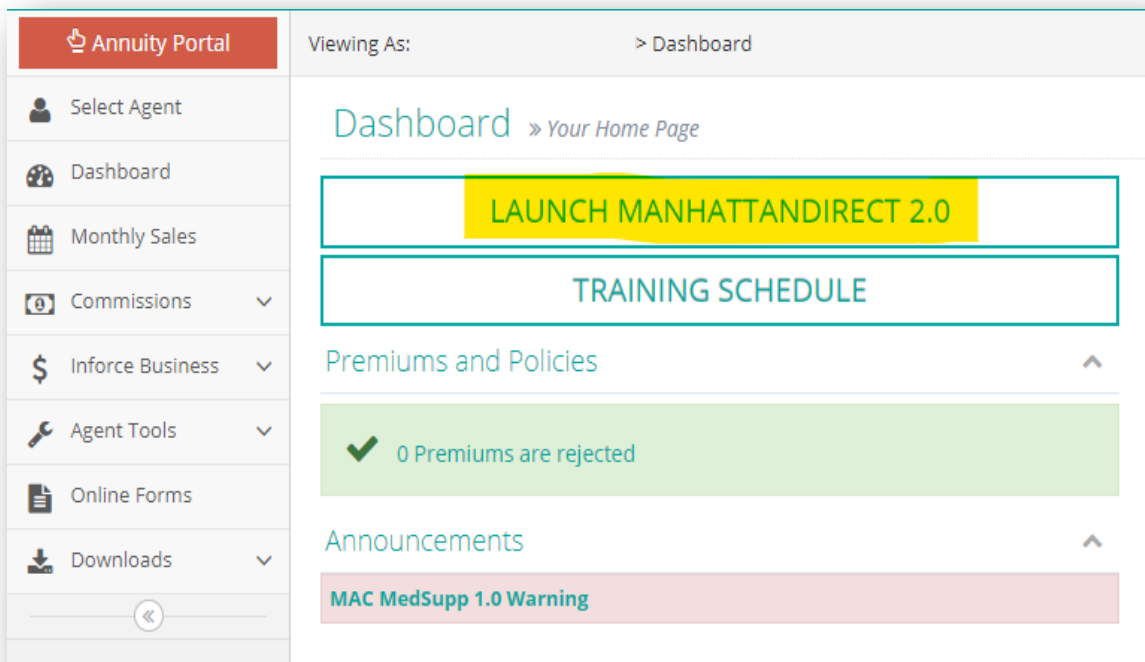 Annuity Portal
Viewing As: > Dashboard
Select Agent
Dashboard
Monthly Sales
Commissions
Inforce Business
Agent Tools
Online Forms
Downloads
Dashboard » Your Home Page
LAUNCH MANHATTANDIRECT 2.0
TRAINING SCHEDULE
Premiums and Policies
0 Premiums are rejected
Announcements
MAC MedSupp 1.0 Warning